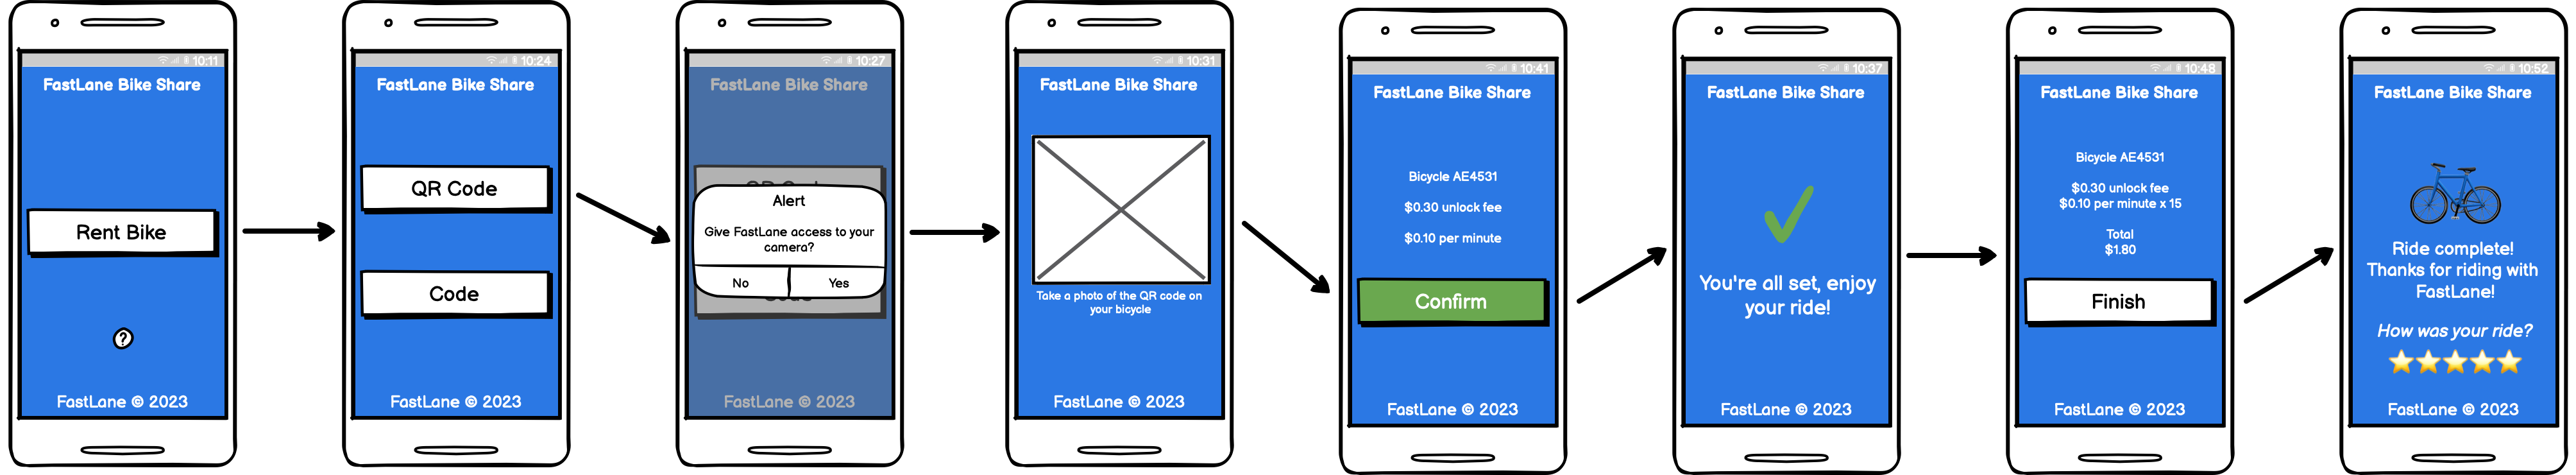 10:11
FastLane Bike Share
Rent Bike
?
FastLane © 2023
10:24
FastLane Bike Share
QR Code
Code
FastLane © 2023
10:27
FastLane Bike Share
QR Code
Alert
Give FastLane access to your
camera?
No
Yes
Code
FastLane © 2023
10:31
FastLane Bike Share
Take a photo of the QR code on
your bicycle
FastLane © 2023
10:41
FastLane Bike Share
Bicycle AE4531
$0.30 unlock fee
$0.10 per minute
Confirm
FastLane © 2023
10:37
FastLane Bike Share
You're all set, enjoy
your ride!
FastLane © 2023
10:48
FastLane Bike Share
Bicycle AE4531
$0.30 unlock fee
$0.10 per minute x 15
Total
$1.80
Finish
FastLane © 2023
10:52
FastLane Bike Share
Ride complete!
Thanks for riding with
FastLane!
How was your ride?
FastLane © 2023